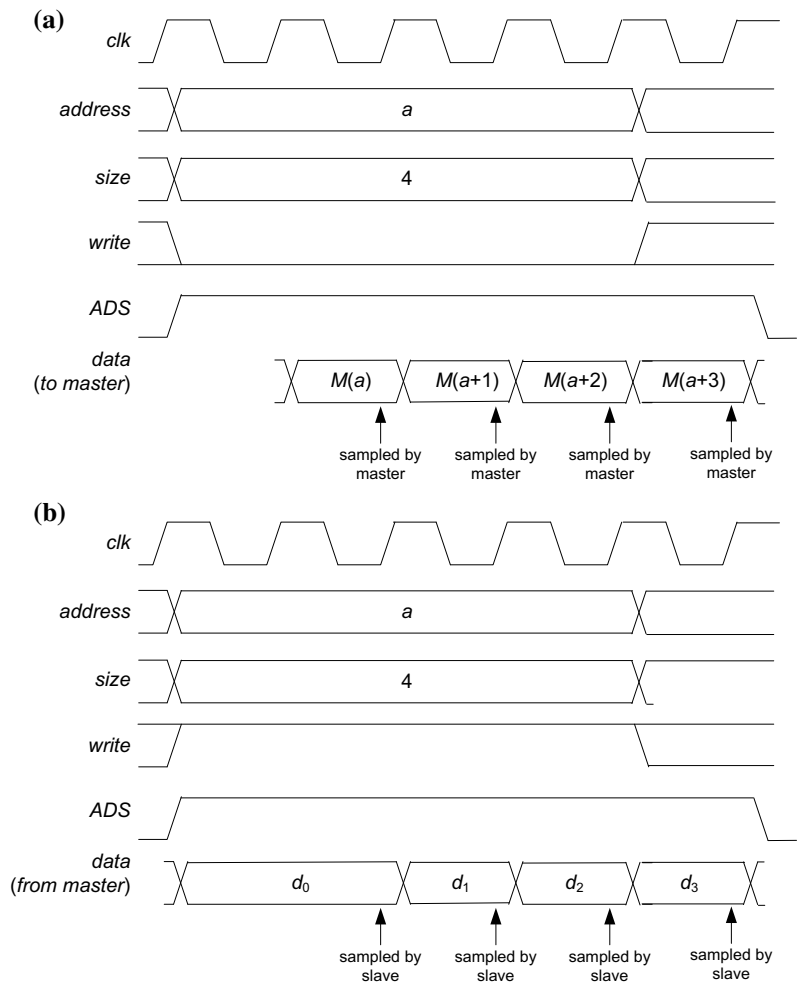 (a)
clk
address
a
size
4
write
ADS
data
(to master)
M(a)
M(a+1)
M(a+2)
M(a+3)
sampled by
master
sampled by
master
sampled by
master
sampled by
master
(b)
clk
address
a
size
4
write
ADS
data
(from master)
d₀
d₁
d₂
d₃
sampled by
slave
sampled by
slave
sampled by
slave
sampled by
slave